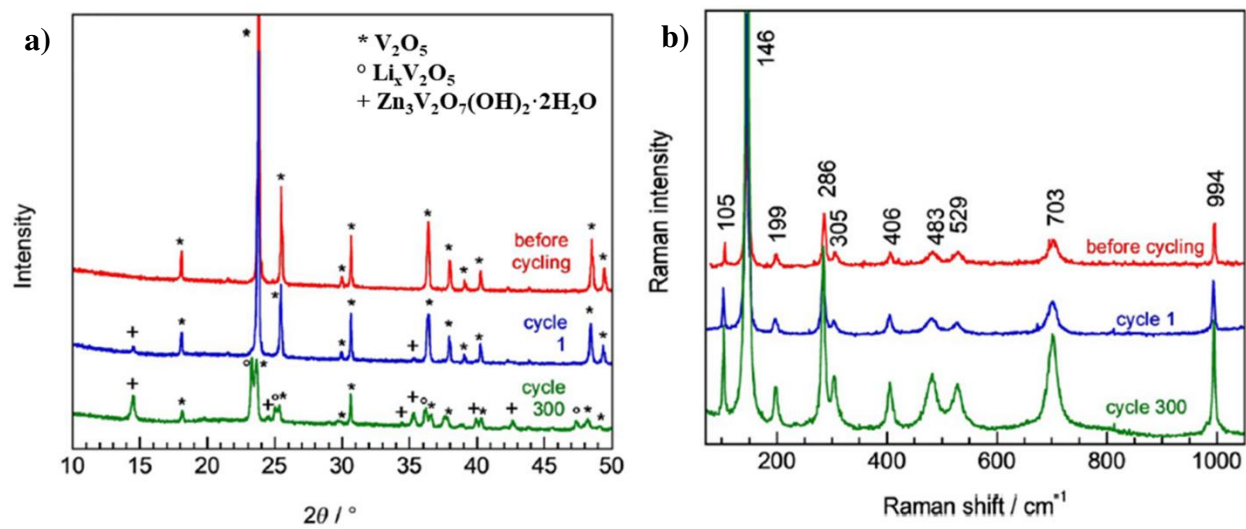 a)
* V₂O₅
° LiₓV₂O₅
+ Zn₃V₂O₇(OH)₂·2H₂O
Intensity
* * * * * * * * * * *
before
cycling
+ * * * * + * * * * * *
cycle
1
+ * ° * + ° * * * + + ° * * + * + ° * *
cycle
300
10 15 20 25 30 35 40 45 50
2θ / °
b)
Raman intensity
105
146
199
286
305
406
483
529
703
994
before cycling
cycle 1
cycle 300
200 400 600 800 1000
Raman shift / cm⁻¹